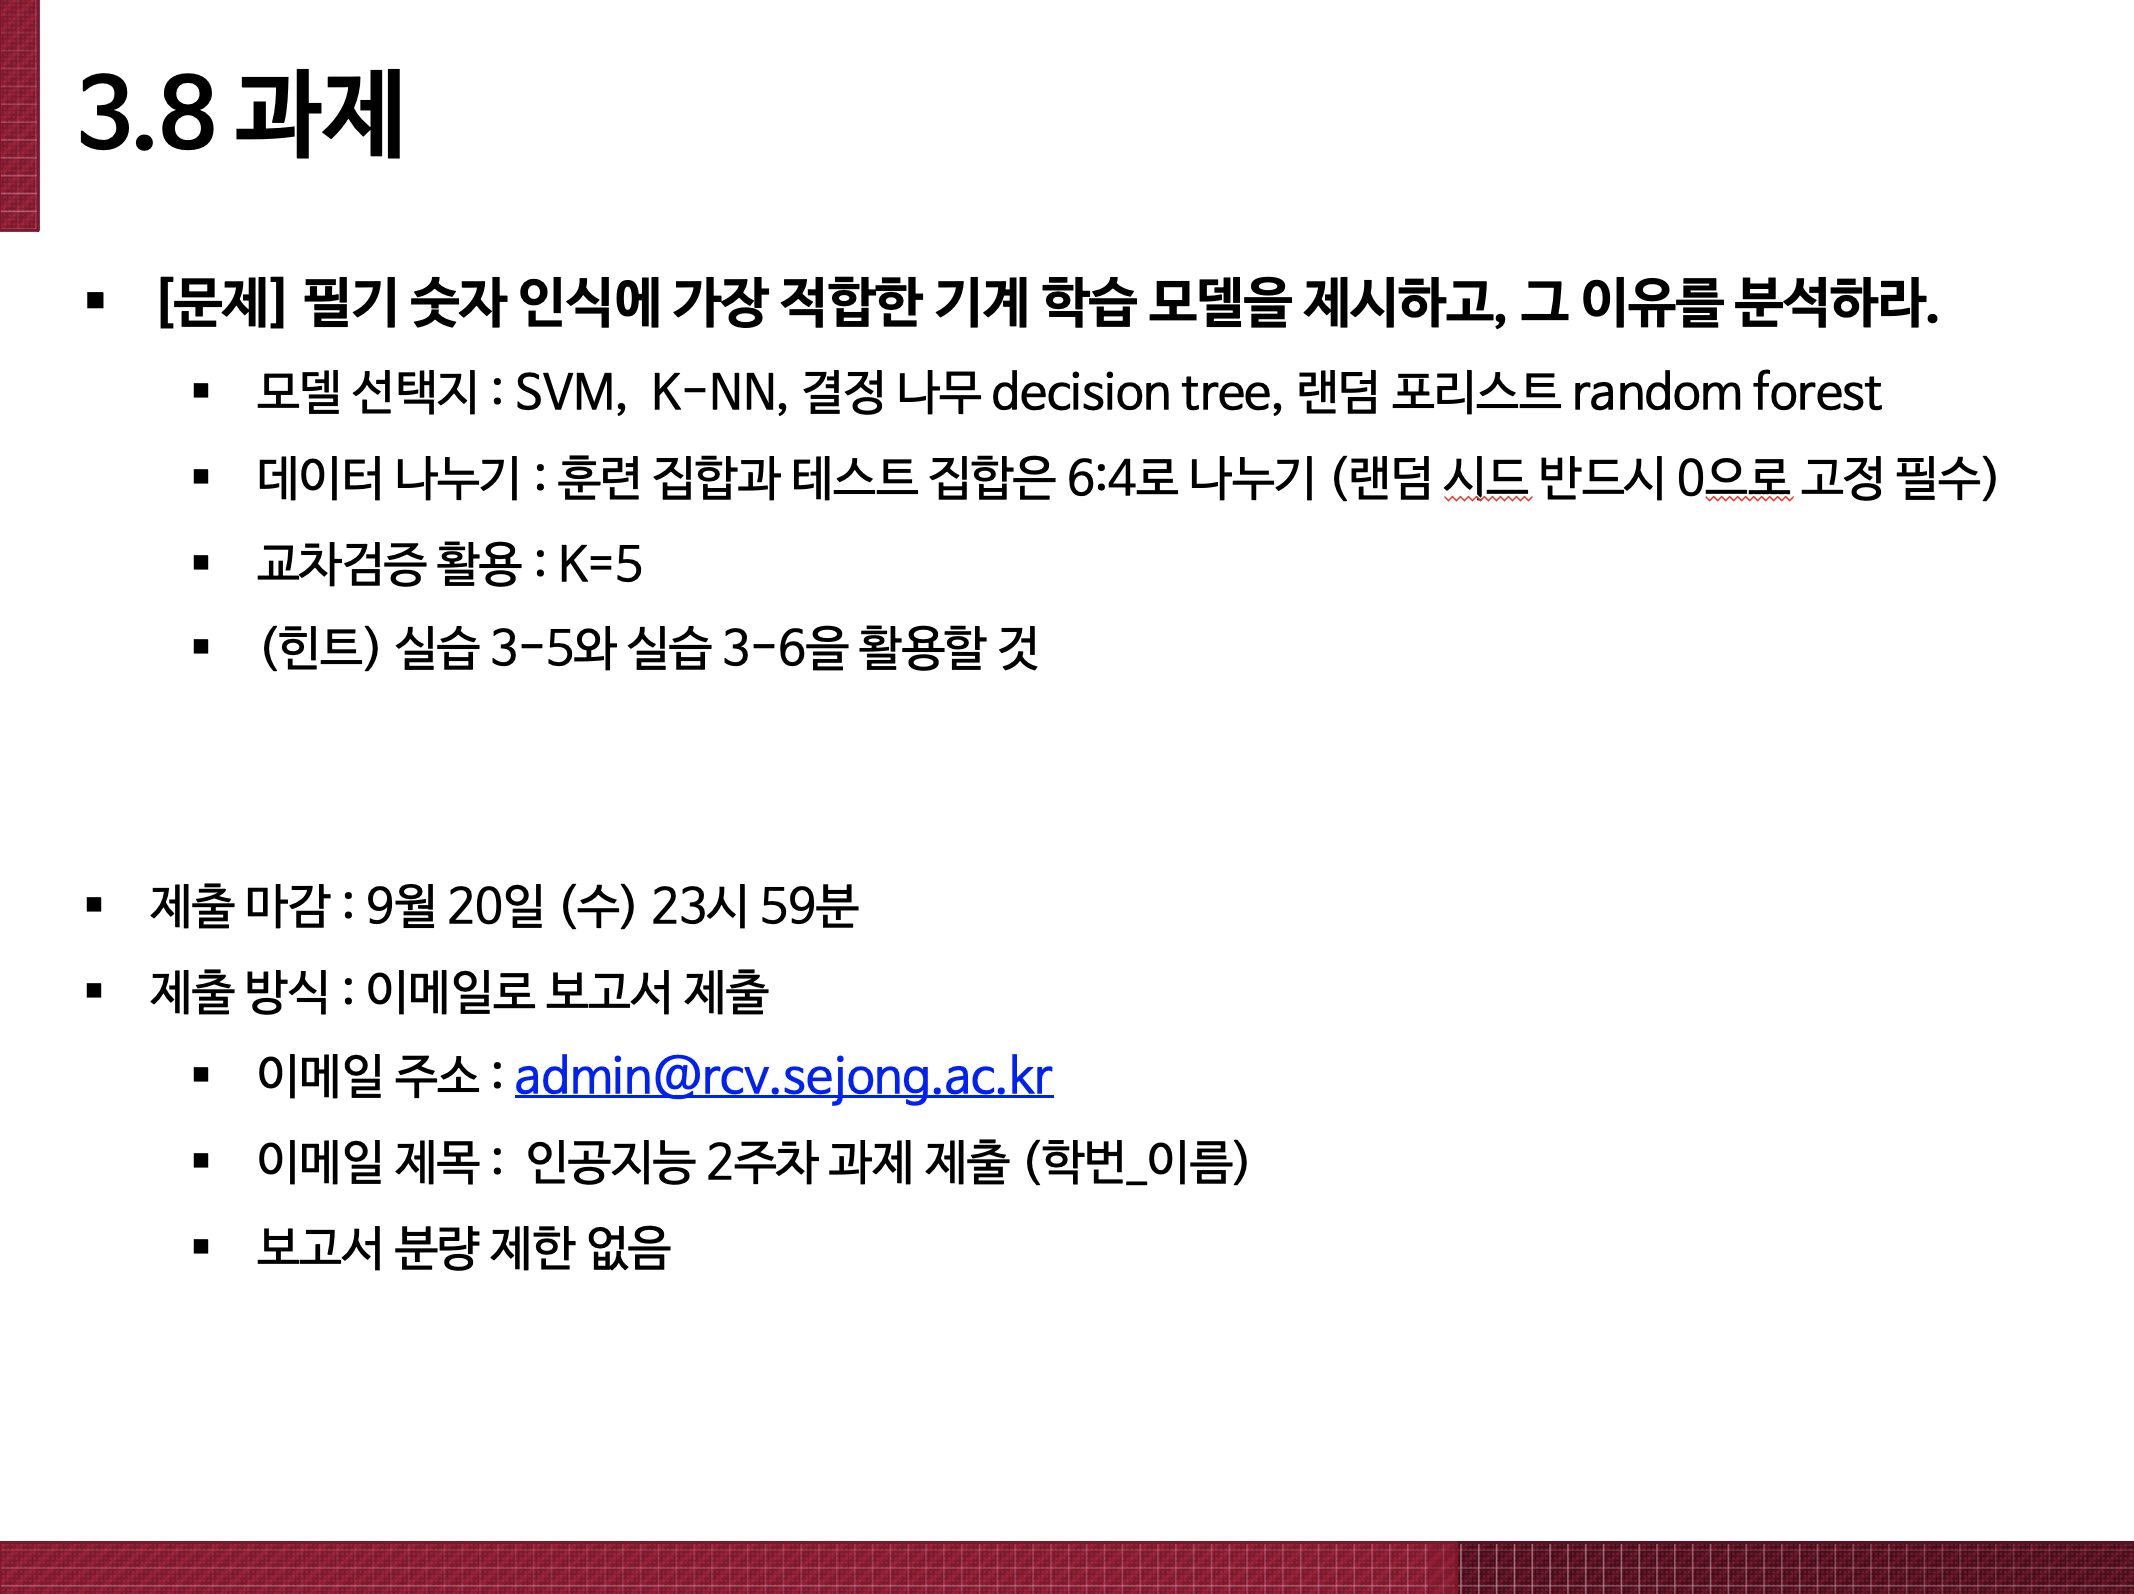 3.8 과제
[문제] 필기 숫자 인식에 가장 적합한 기계 학습 모델을 제시하고, 그 이유를 분석하라.
모델 선택지 : SVM, K-NN, 결정 나무 decision tree, 랜덤 포리스트 random forest
데이터 나누기 : 훈련 집합과 테스트 집합은 6:4로 나누기 (랜덤 시드 반드시 0으로 고정 필수)
교차검증 활용 : K=5
(힌트) 실습 3-5와 실습 3-6을 활용할 것
제출 마감 : 9월 20일 (수) 23시 59분
제출 방식 : 이메일로 보고서 제출
이메일 주소 : admin@rcv.sejong.ac.kr
이메일 제목 : 인공지능 2주차 과제 제출 (학번_이름)
보고서 분량 제한 없음